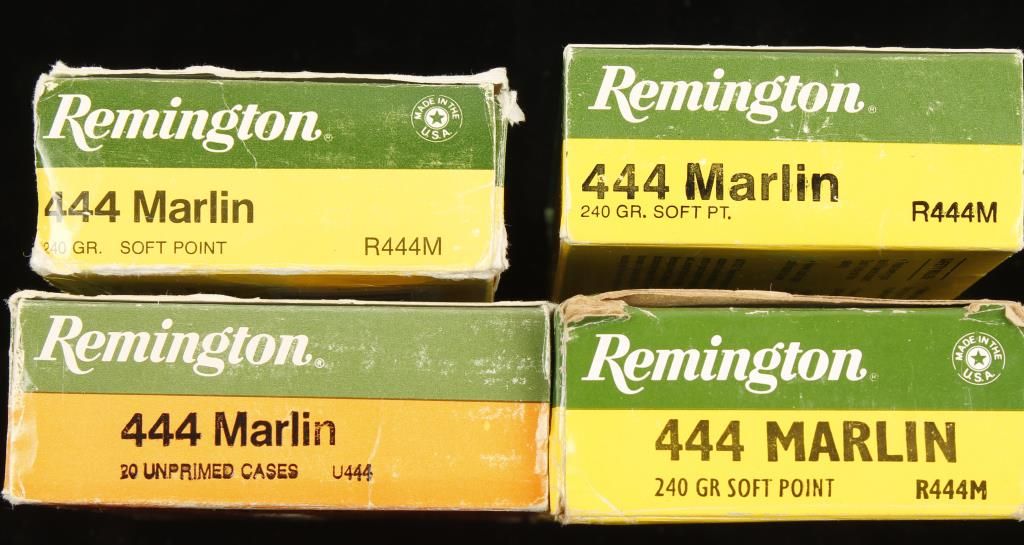 Remington®
MADE IN THE U.S.A.
444 Marlin
240 GR. SOFT POINT R444M
Remington®
444 Marlin
240 GR. SOFT PT. R444M
Remington®
444 Marlin
20 UNPRIMED CASES U444
Remington®
MADE IN THE U.S.A.
444 MARLIN
240 GR SOFT POINT R444M